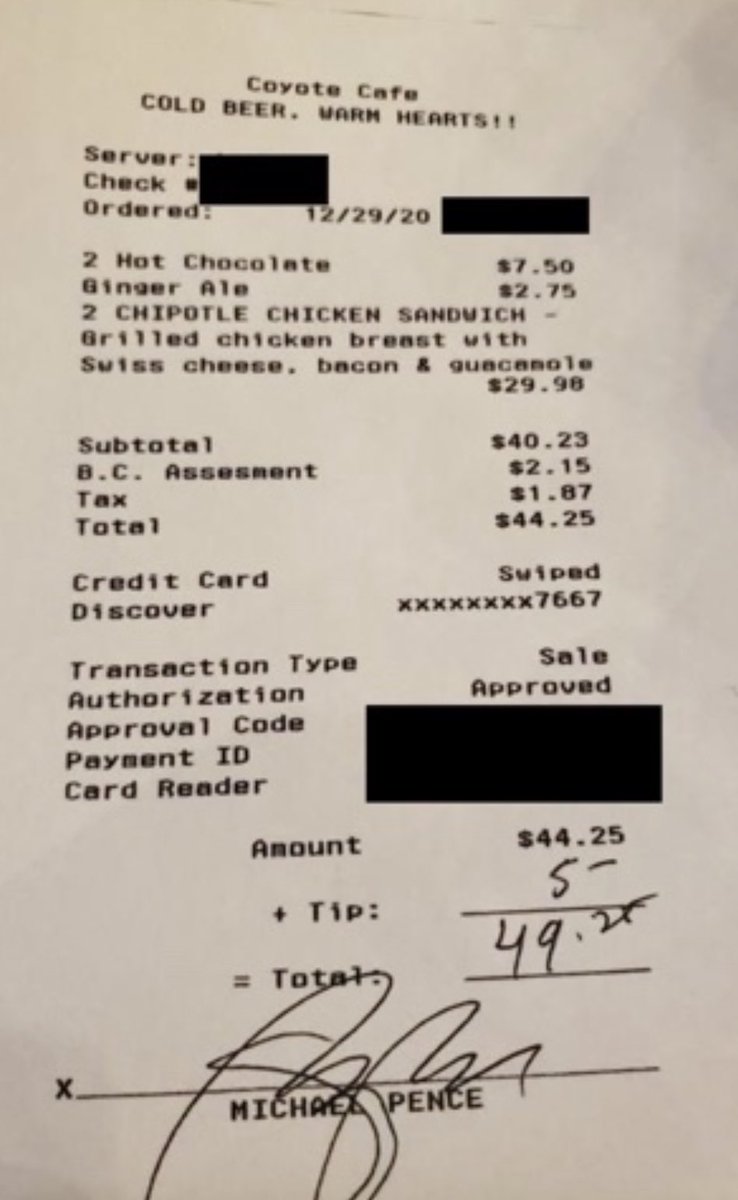 Coyote Cafe
COLD BEER. WARM HEARTS!!
Server:
Check #
Ordered: 12/29/20
2 Hot Chocolate $7.50
Ginger Ale $2.75
2 CHIPOTLE CHICKEN SANDWICH -
Grilled chicken breast with
Swiss cheese. bacon & guacamole
$29.98
Subtotal $40.23
B.C. Assesment $2.15
Tax $1.87
Total $44.25
Credit Card Swiped
Discover xxxxxxxx7667
Transaction Type Sale
Authorization Approved
Approval Code
Payment ID
Card Reader
Amount $44.25
+ Tip: 5-
= Total: 49.25
X
MICHAEL PENCE